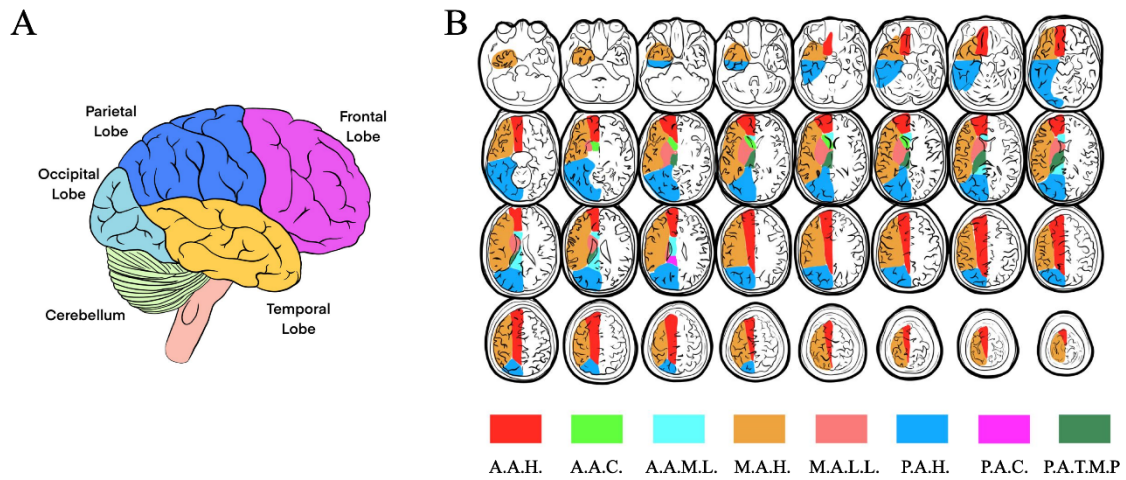 A
Parietal
Lobe
Frontal
Lobe
Occipital
Lobe
Cerebellum
Temporal
Lobe
B
A.A.H. A.A.C. A.A.M.L. M.A.H. M.A.L.L. P.A.H. P.A.C. P.A.T.M.P